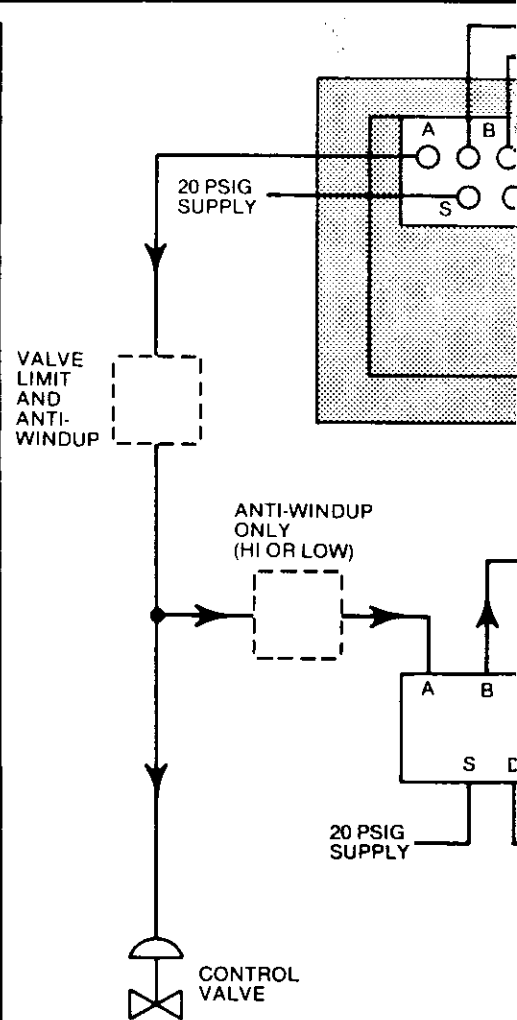 A B
20 PSIG
SUPPLY
S
VALVE
LIMIT
AND
ANTI-
WINDUP
ANTI-WINDUP
ONLY
(HI OR LOW)
A B
S D
20 PSIG
SUPPLY
CONTROL
VALVE